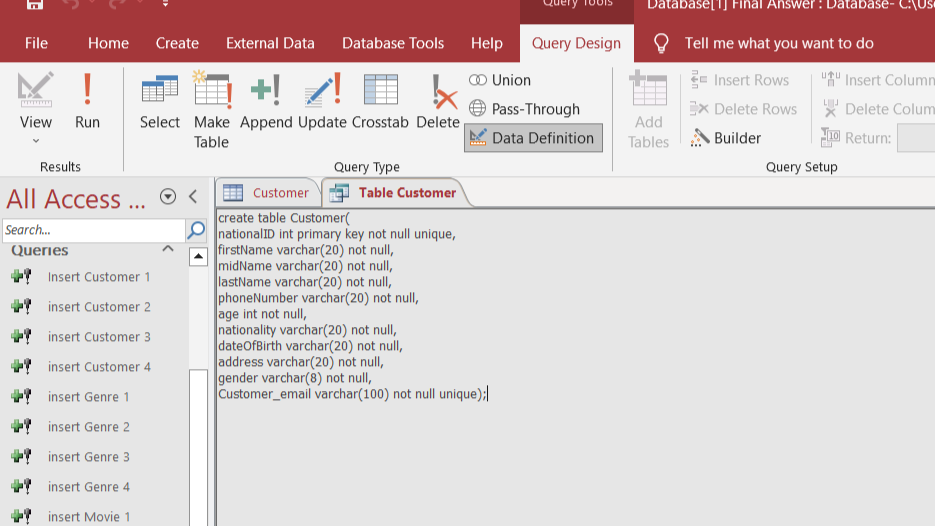 Query Tools
Database[1] Final Answer : Database- C:\Use
File Home Create External Data Database Tools Help Query Design Tell me what you want to do
View
Run
Results
Select
Make Table
Append
Update
Crosstab
Delete
Union
Pass-Through
Data Definition
Query Type
Add Tables
Insert Rows
Delete Rows
Builder
Insert Column
Delete Colum
Return:
Query Setup
All Access ...
Search...
Queries
Insert Customer 1
insert Customer 2
insert Customer 3
insert Customer 4
insert Genre 1
insert Genre 2
insert Genre 3
insert Genre 4
insert Movie 1
Customer
Table Customer
create table Customer(
nationalID int primary key not null unique,
firstName varchar(20) not null,
midName varchar(20) not null,
lastName varchar(20) not null,
phoneNumber varchar(20) not null,
age int not null,
nationality varchar(20) not null,
dateOfBirth varchar(20) not null,
address varchar(20) not null,
gender varchar(8) not null,
Customer_email varchar(100) not null unique);